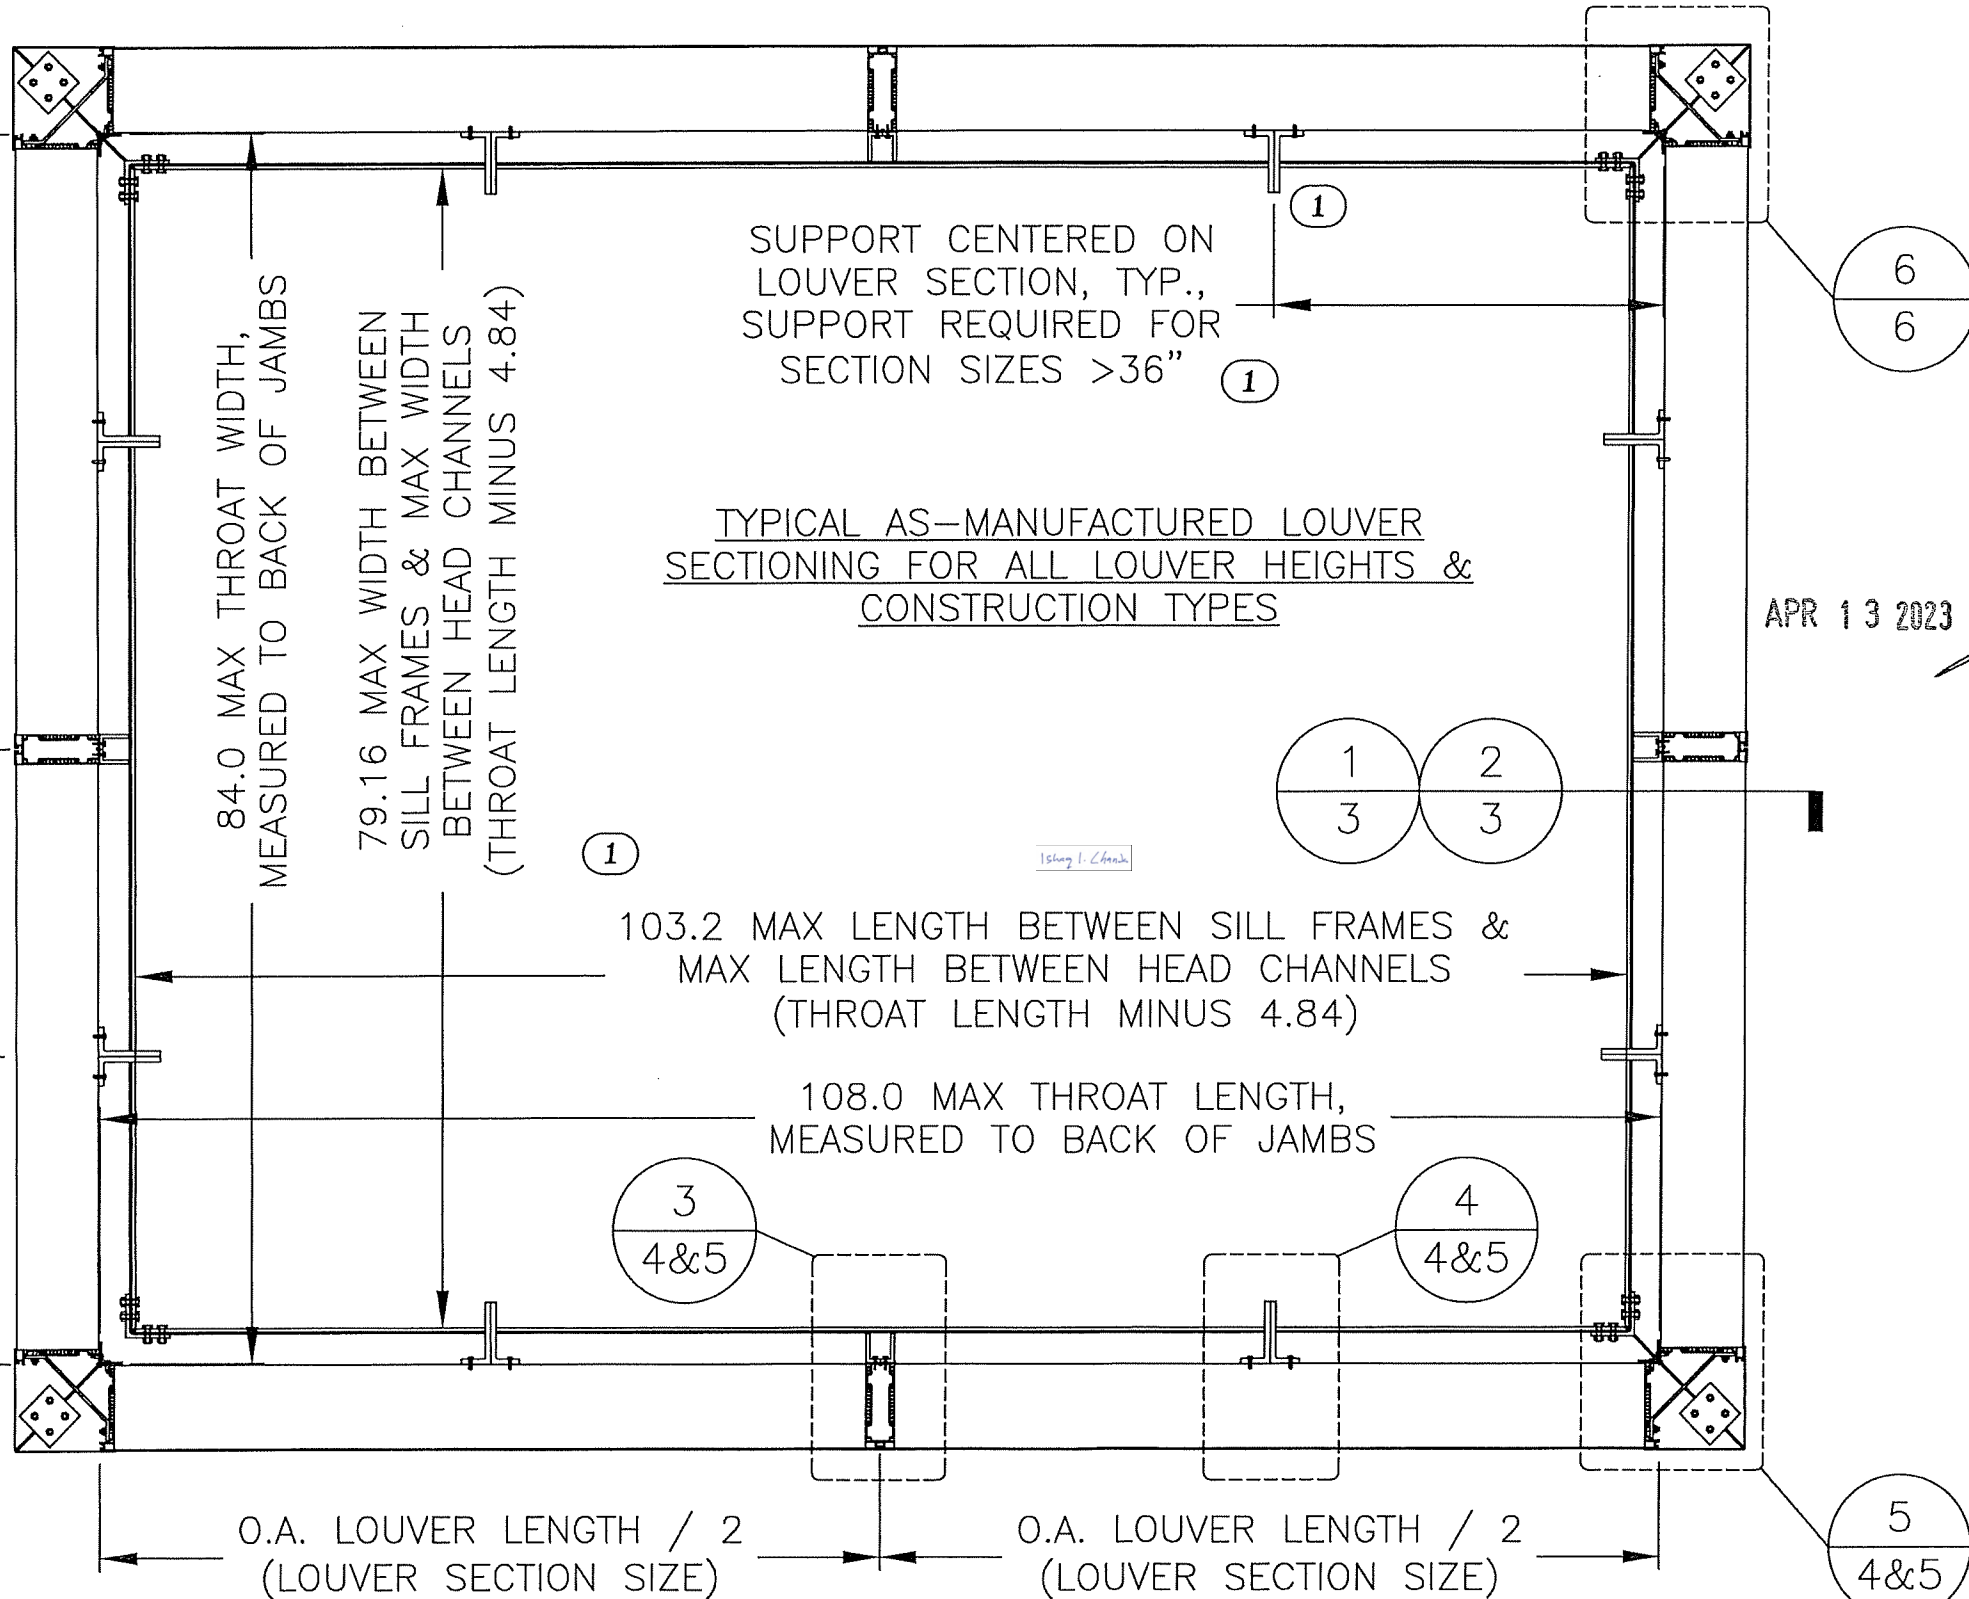 1
SUPPORT CENTERED ON
LOUVER SECTION, TYP.,
SUPPORT REQUIRED FOR
SECTION SIZES >36"
1
6
6
84.0 MAX THROAT WIDTH,
MEASURED TO BACK OF JAMBS
79.16 MAX WIDTH BETWEEN
SILL FRAMES & MAX WIDTH
BETWEEN HEAD CHANNELS
(THROAT LENGTH MINUS 4.84)
1
TYPICAL AS-MANUFACTURED LOUVER
SECTIONING FOR ALL LOUVER HEIGHTS &
CONSTRUCTION TYPES
APR 13 2023
1
3
2
3
103.2 MAX LENGTH BETWEEN SILL FRAMES &
MAX LENGTH BETWEEN HEAD CHANNELS
(THROAT LENGTH MINUS 4.84)
108.0 MAX THROAT LENGTH,
MEASURED TO BACK OF JAMBS
3
4&5
4
4&5
O.A. LOUVER LENGTH / 2
(LOUVER SECTION SIZE)
O.A. LOUVER LENGTH / 2
(LOUVER SECTION SIZE)
5
4&5